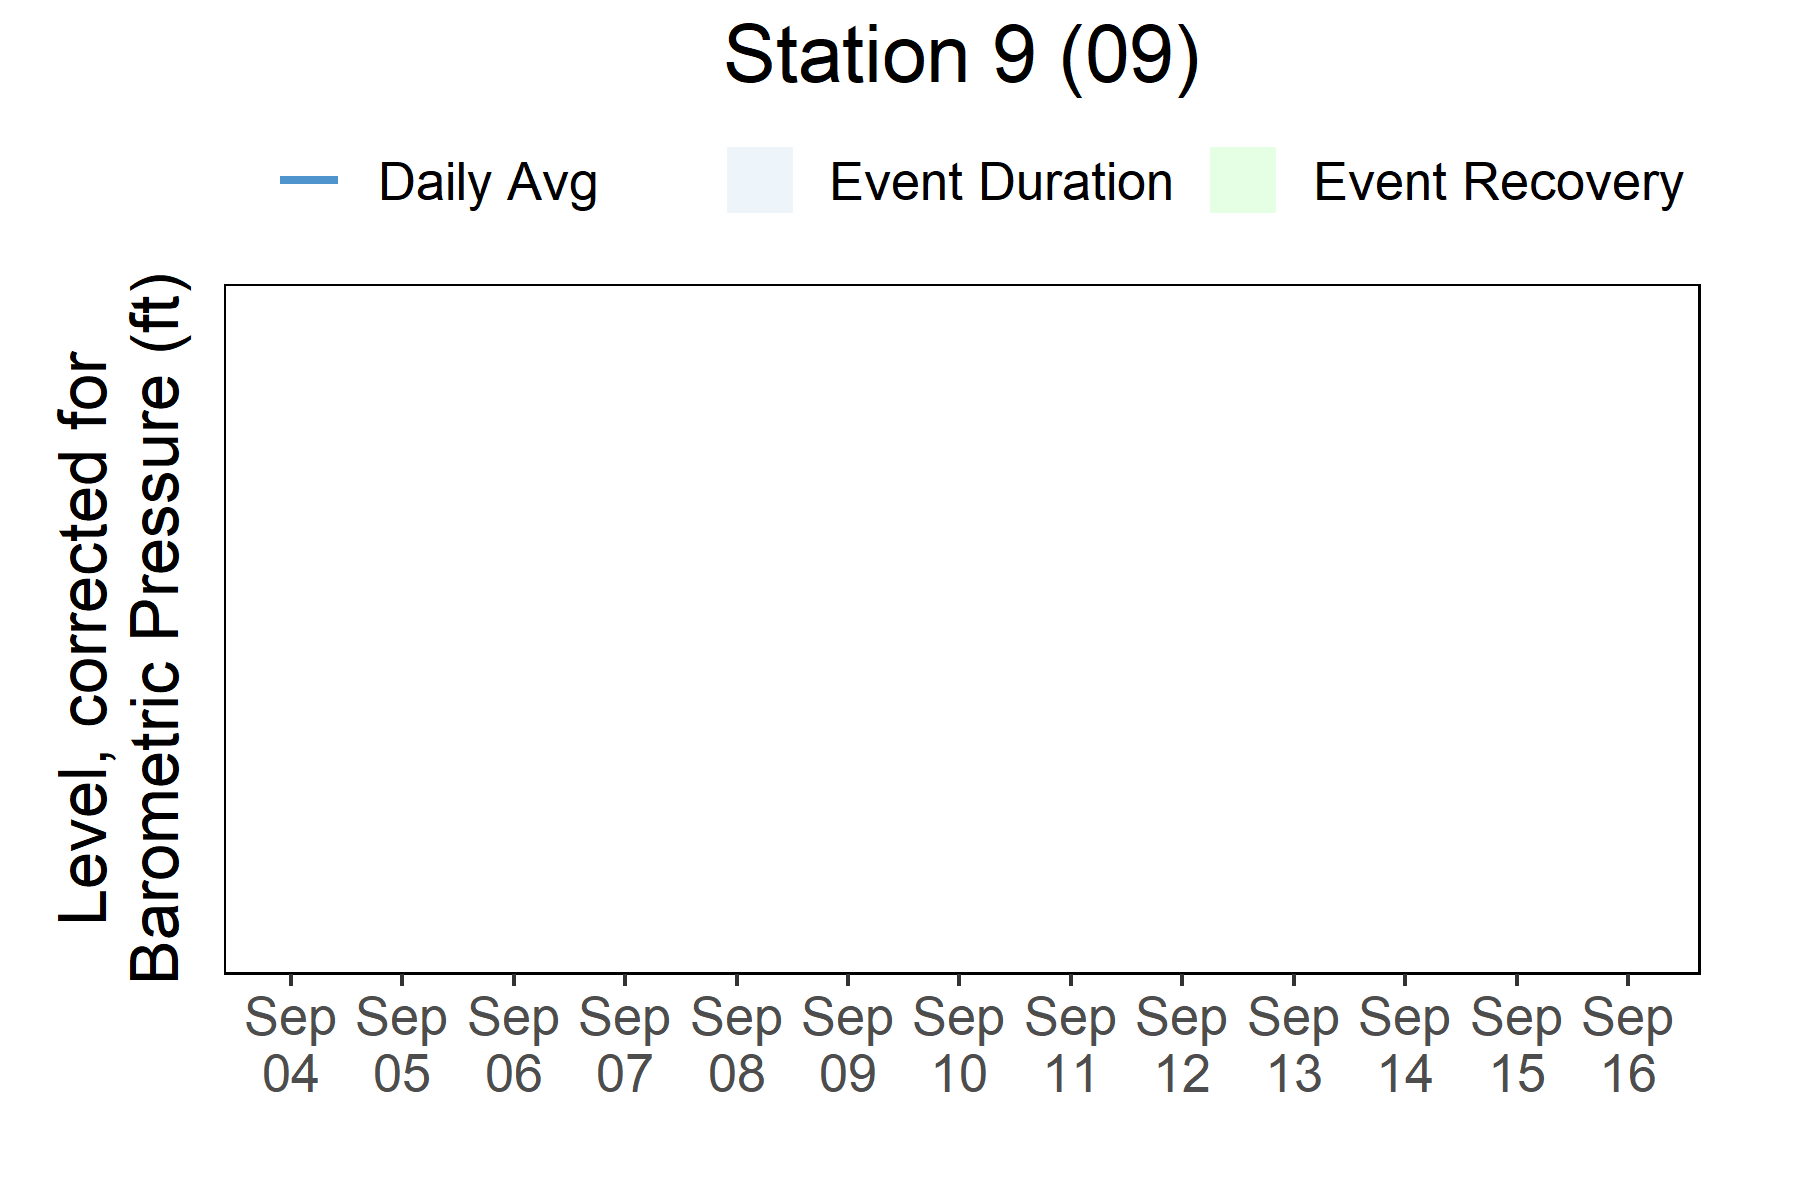 Station 9 (09)
Daily Avg
Event Duration
Event Recovery
Level, corrected for
Barometric Pressure (ft)
Sep 04
Sep 05
Sep 06
Sep 07
Sep 08
Sep 09
Sep 10
Sep 11
Sep 12
Sep 13
Sep 14
Sep 15
Sep 16